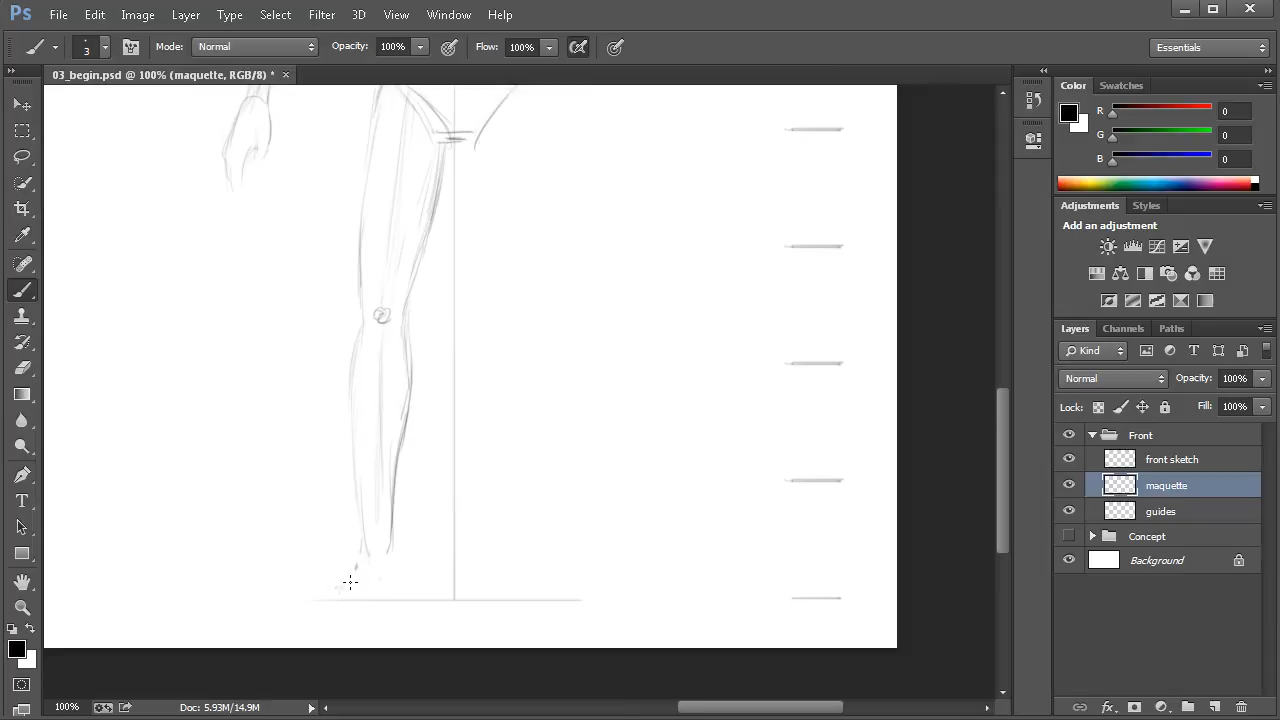 Ps File Edit Image Layer Type Select Filter 3D View Window Help
3 Mode: Normal Opacity: 100% Flow: 100% Essentials
03_begin.psd @ 100% (maquette, RGB/8) *
Color Swatches
R 0
G 0
B 0
Adjustments Styles
Add an adjustment
Layers Channels Paths
Kind
Normal Opacity: 100%
Lock: Fill: 100%
Front
front sketch
maquette
guides
Concept
Background
100% Doc: 5.93M/14.9M